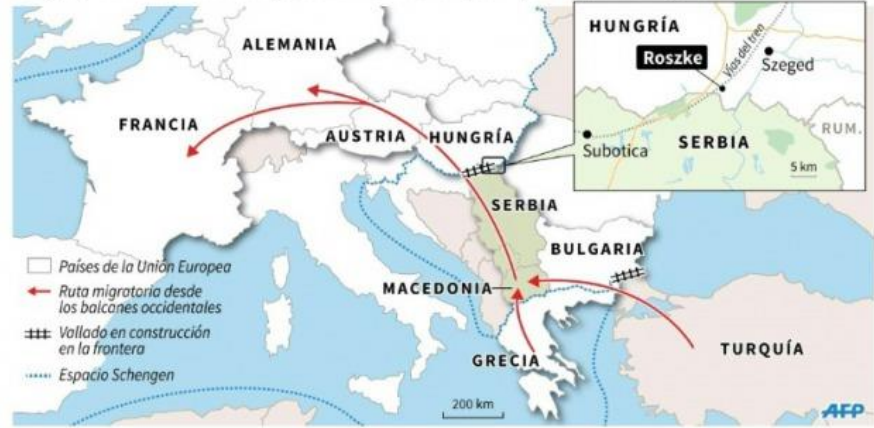 ALEMANIA
FRANCIA
AUSTRIA
HUNGRÍA
SERBIA
BULGARIA
MACEDONIA
GRECIA
TURQUÍA
HUNGRÍA
Roszke
Vías del tren
Szeged
Subotica
SERBIA
RUM.
5 km
Países de la Unión Europea
Ruta migratoria desde
los balcanes occidentales
Vallado en construcción
en la frontera
Espacio Schengen
200 km
AFP